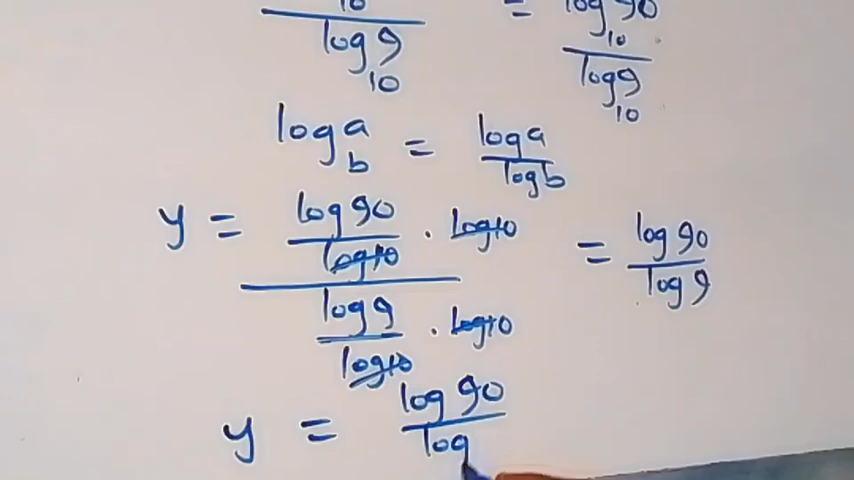 10 = log 90
10
log 9
10
log 9
10
log a
b = log a
log b
y = log 90
log 10 . log 10
log 9
log 10 . log 10
= log 90
log 9
y = log 90
log